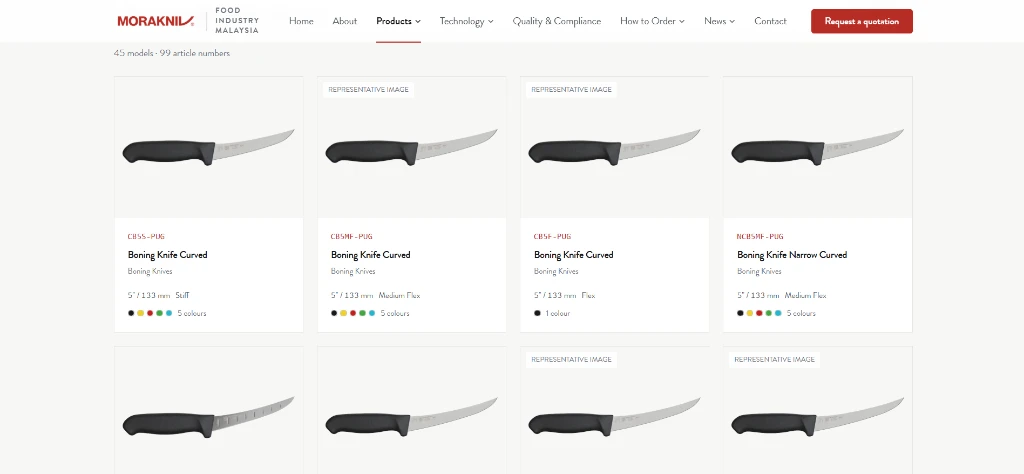 MORAKNIV
FOOD
INDUSTRY
MALAYSIA
Home About Products Technology Quality & Compliance How to Order News Contact Request a quotation
45 models · 99 article numbers
REPRESENTATIVE IMAGE REPRESENTATIVE IMAGE
CB5S-PUG CB5MF-PUG CB5F-PUG NCB5MF-PUG
Boning Knife Curved Boning Knife Curved Boning Knife Curved Boning Knife Narrow Curved
Boning Knives Boning Knives Boning Knives Boning Knives
5" / 133 mm Stiff 5" / 133 mm Medium Flex 5" / 133 mm Flex 5" / 133 mm Medium Flex
5 colours 5 colours 1 colour 5 colours
REPRESENTATIVE IMAGE REPRESENTATIVE IMAGE